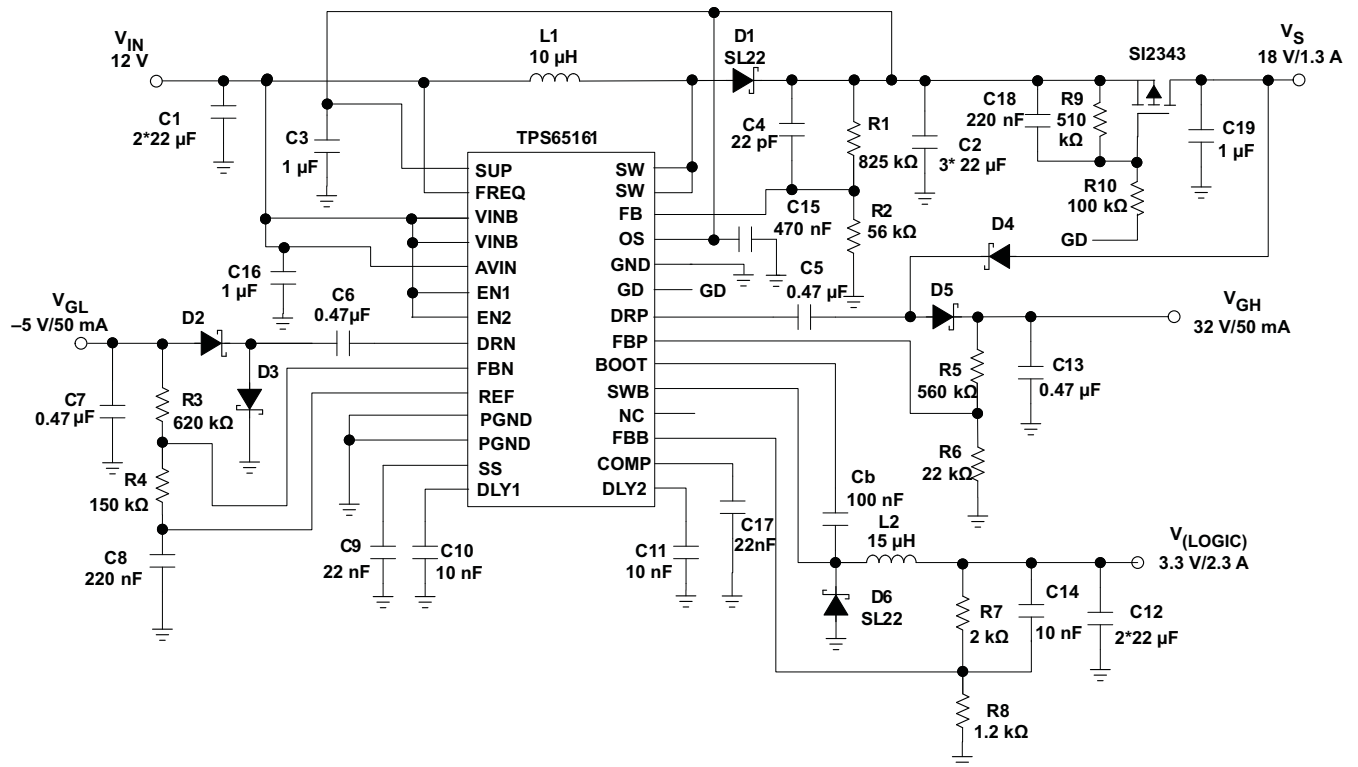 V_IN
12 V
L1
10 µH
D1
SL22
SI2343
V_S
18 V/1.3 A
C1
2*22 µF
C3
1 µF
TPS65161
C4
22 pF
R1
825 kΩ
C2
3* 22 µF
C18
220 nF
R9
510
kΩ
C19
1 µF
R10
100 kΩ
GD
SUP
FREQ
VINB
VINB
AVIN
EN1
EN2
DRN
FBN
REF
PGND
PGND
SS
DLY1
SW
SW
FB
OS
GND
GD
DRP
FBP
BOOT
SWB
NC
FBB
COMP
DLY2
C15
470 nF
R2
56 kΩ
GD
C5
0.47 µF
D4
D5
V_GH
32 V/50 mA
C16
1 µF
V_GL
–5 V/50 mA
D2
C6
0.47µF
D3
C7
0.47 µF
R3
620 kΩ
R4
150 kΩ
C8
220 nF
C9
22 nF
C10
10 nF
C11
10 nF
C17
22nF
R5
560 kΩ
C13
0.47 µF
R6
22 kΩ
Cb
100 nF
L2
15 µH
V_(LOGIC)
3.3 V/2.3 A
D6
SL22
R7
2 kΩ
C14
10 nF
C12
2*22 µF
R8
1.2 kΩ